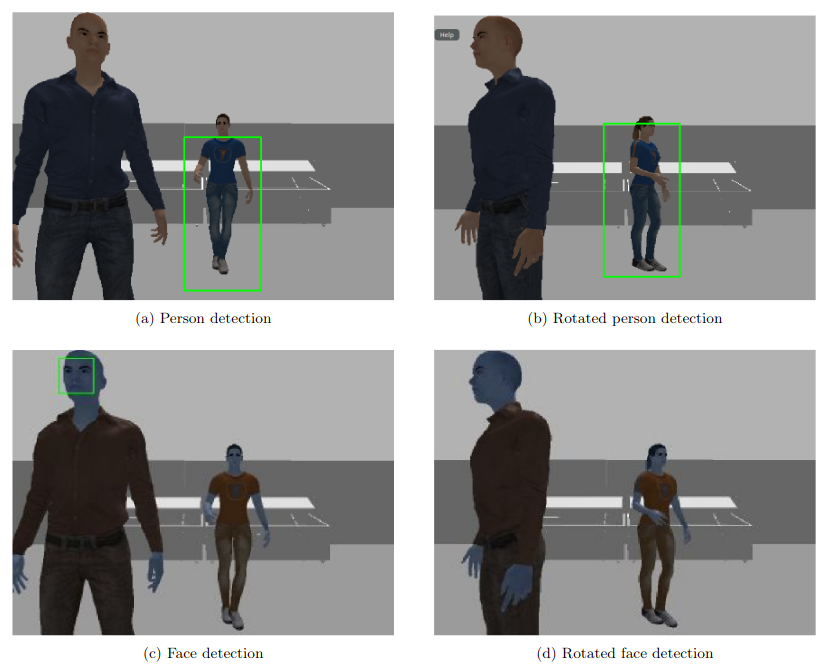 Help
(a) Person detection
(b) Rotated person detection
(c) Face detection
(d) Rotated face detection